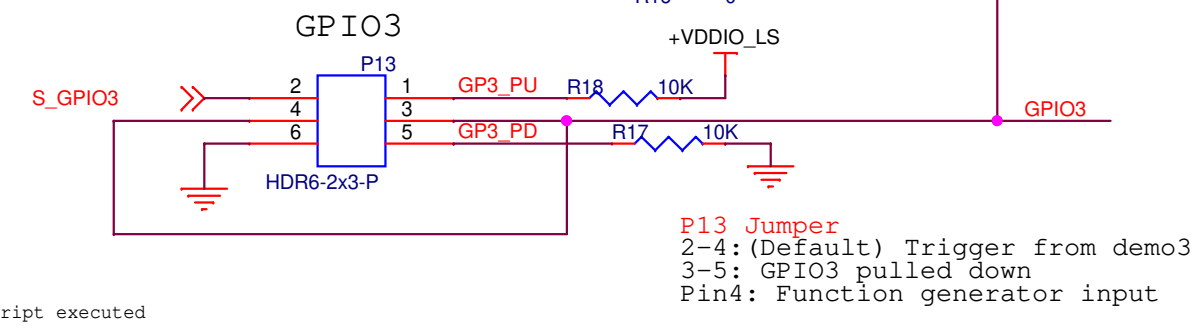 GPIO3
+VDDIO_LS
P13
S_GPIO3
2
1
GP3_PU
R18
10K
4
3
GPIO3
6
5
GP3_PD
R17
10K
HDR6-2x3-P
P13 Jumper
2-4:(Default) Trigger from demo3
3-5: GPIO3 pulled down
Pin4: Function generator input
ript executed